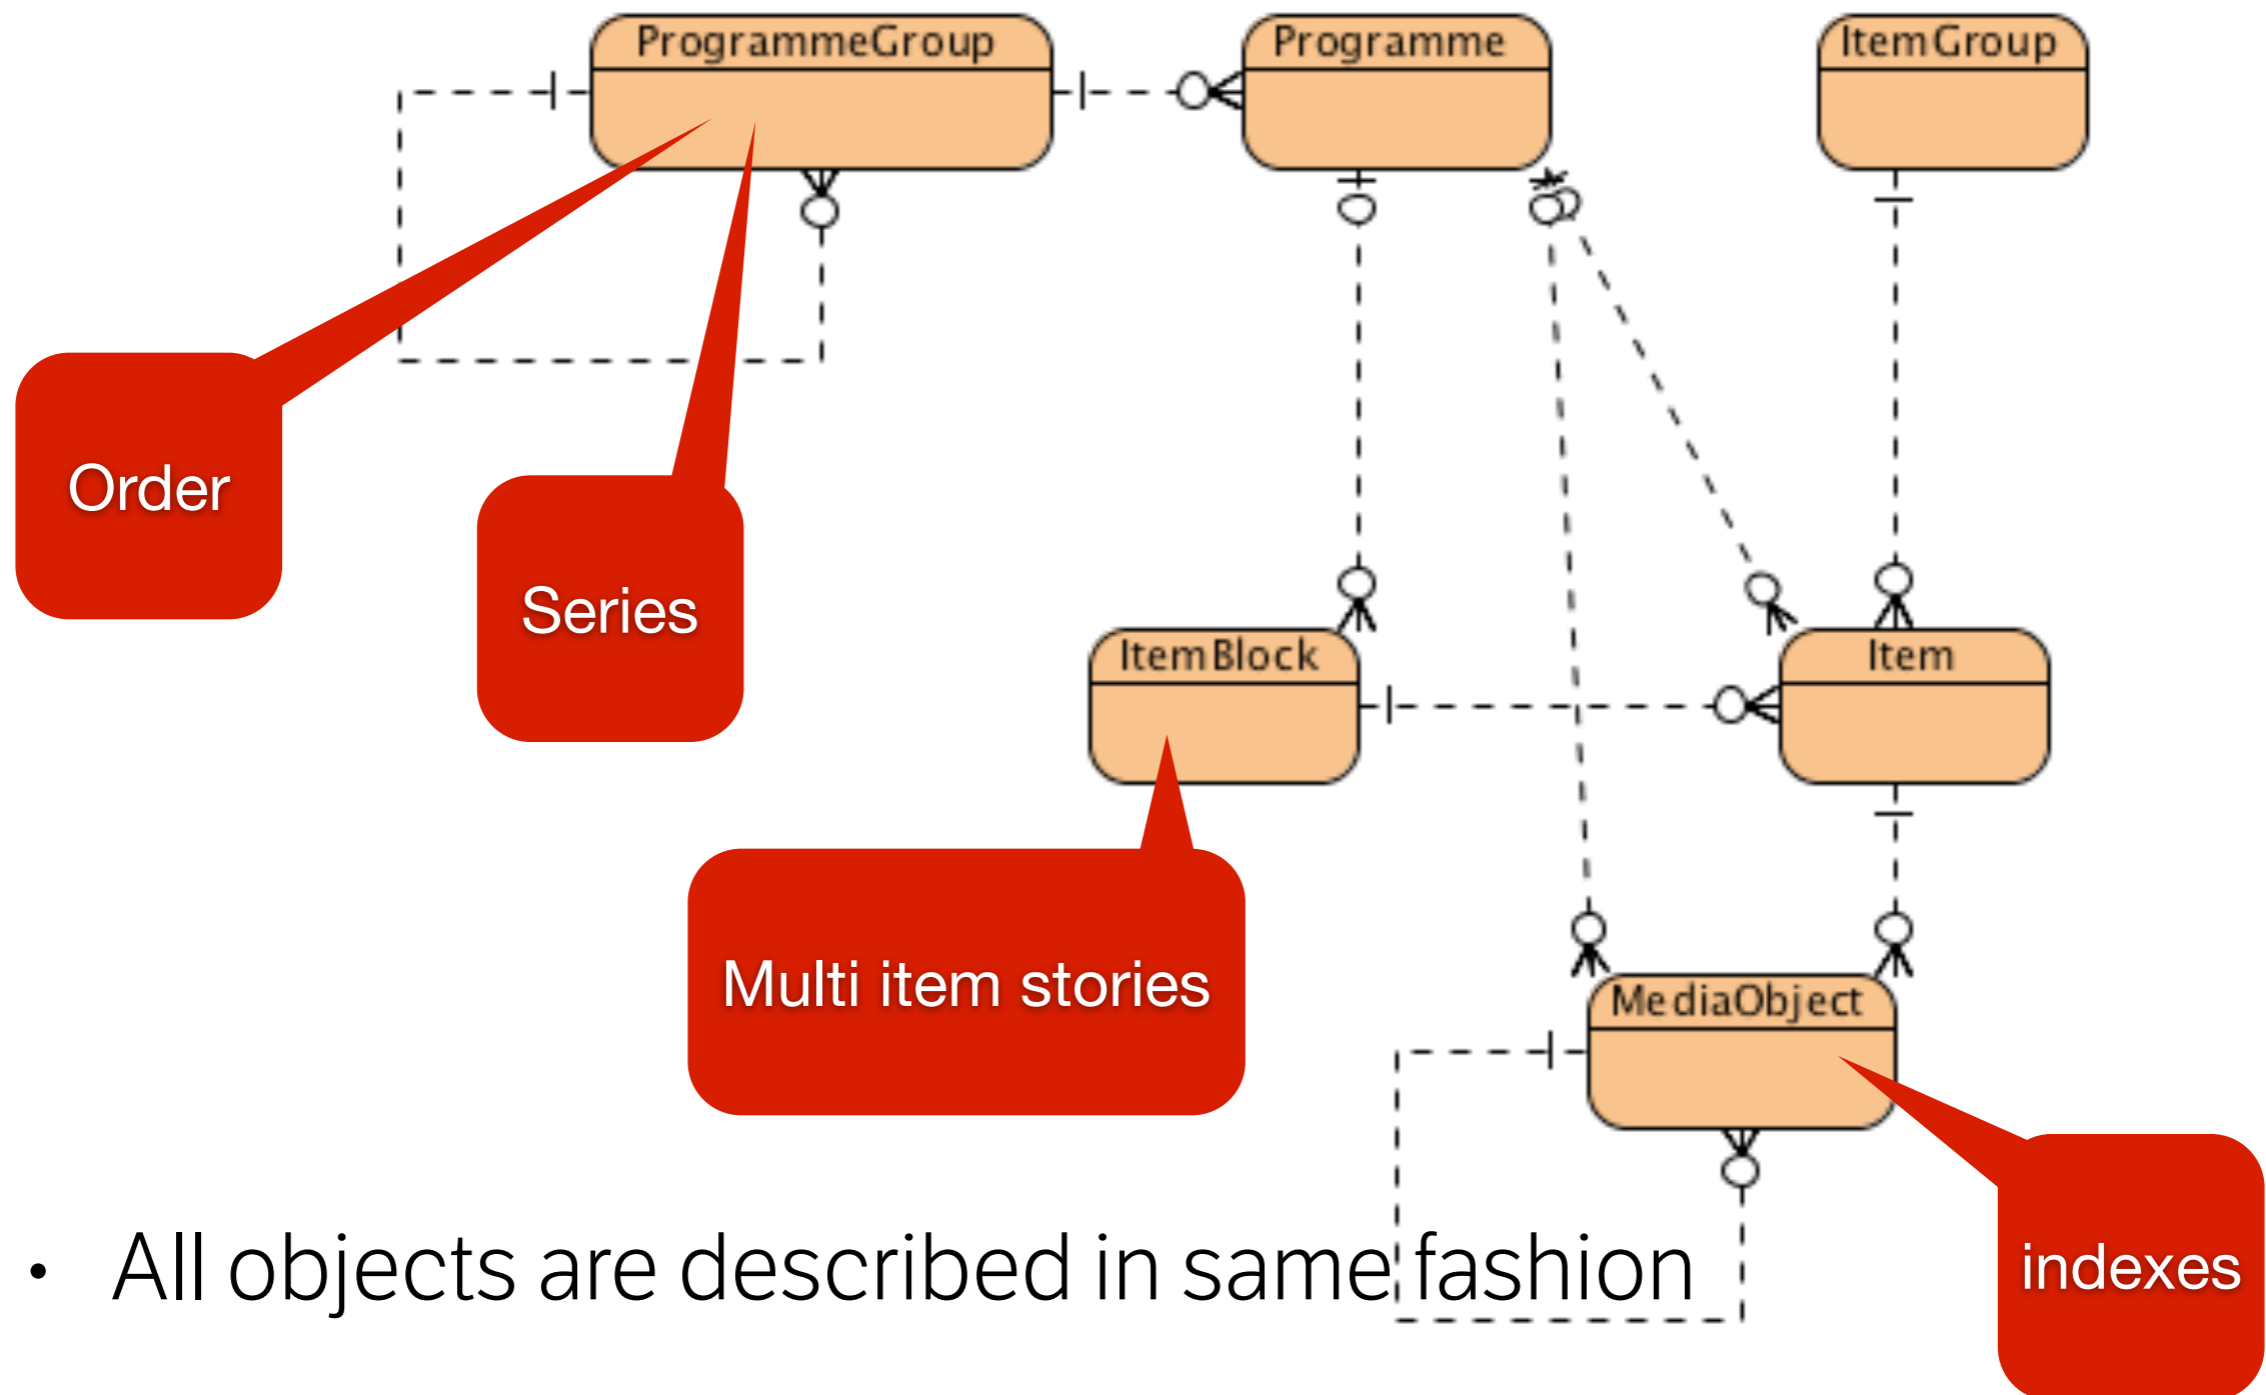 ProgrammeGroup
Programme
ItemGroup
Order
Series
ItemBlock
Item
Multi item stories
MediaObject
• All objects are described in same fashion
indexes